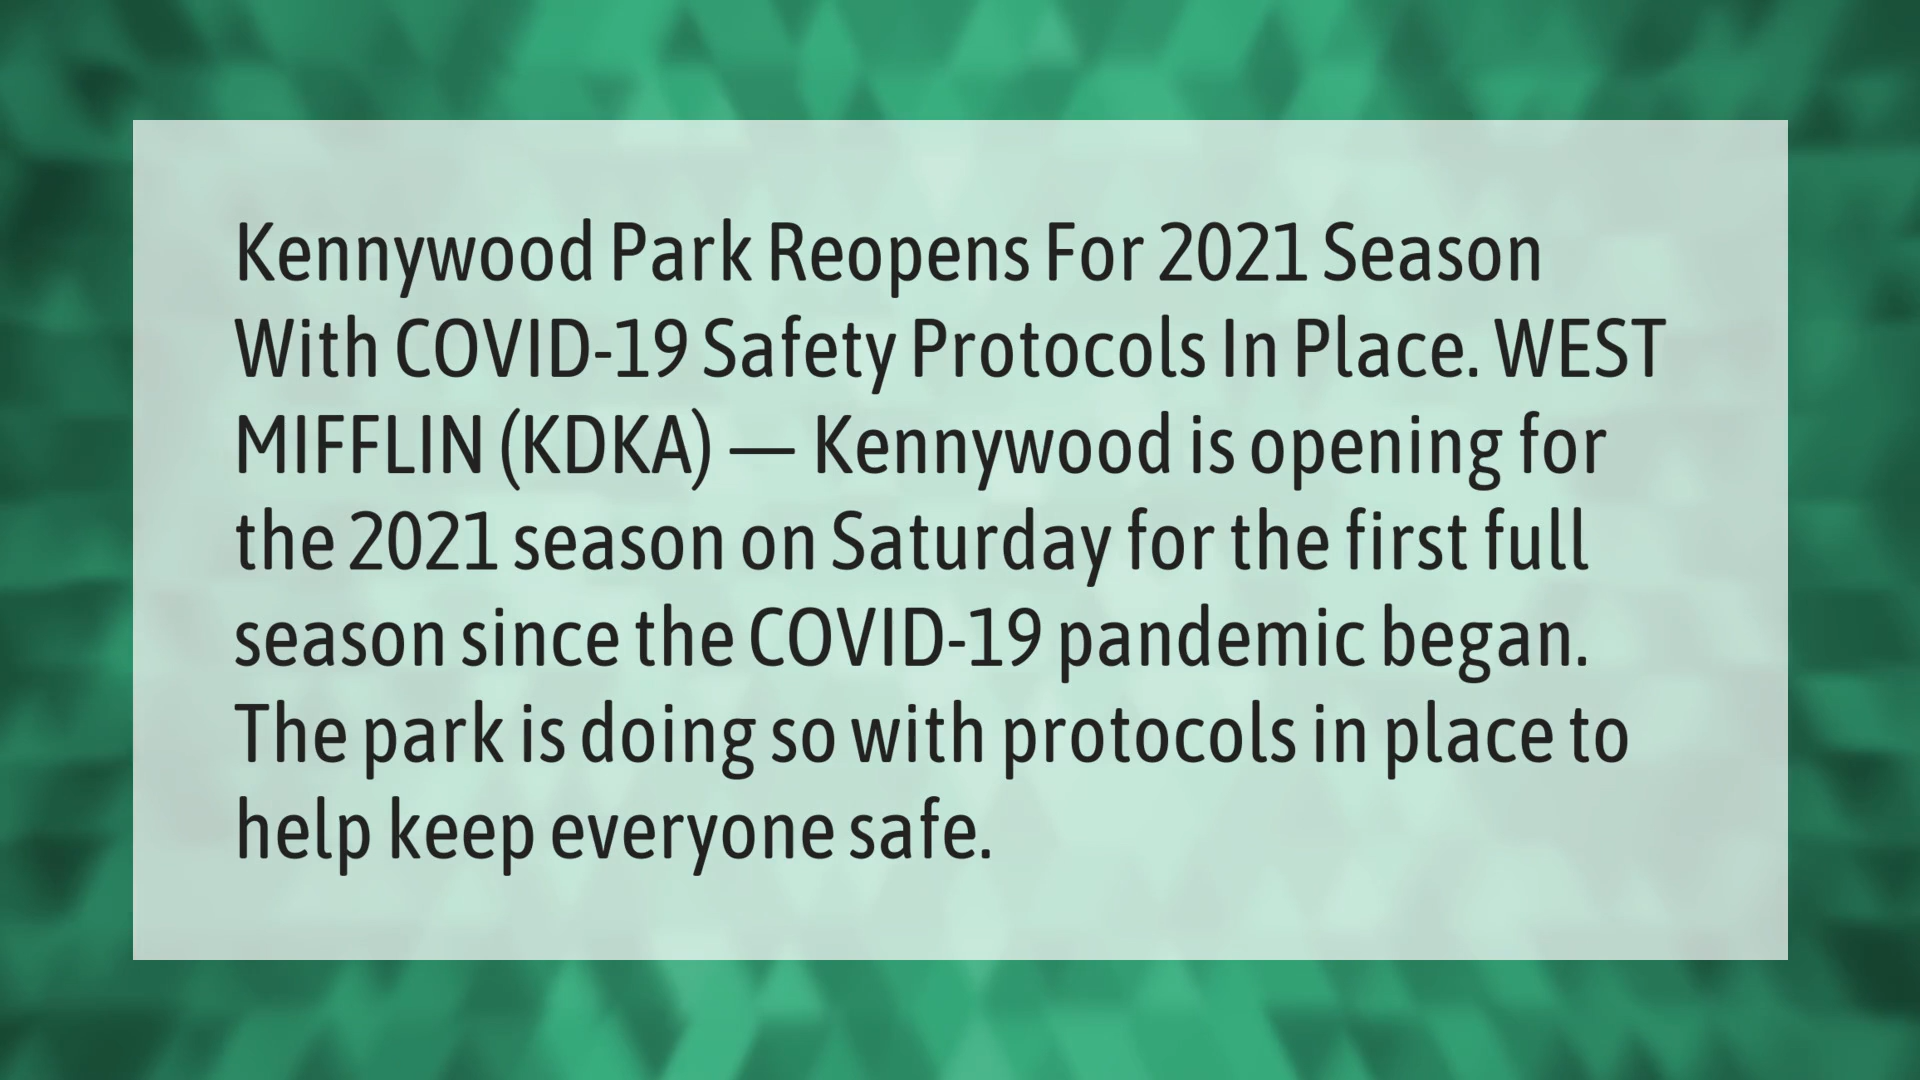 Kennywood Park Reopens For 2021 Season
With COVID-19 Safety Protocols In Place. WEST
MIFFLIN (KDKA) — Kennywood is opening for
the 2021 season on Saturday for the first full
season since the COVID-19 pandemic began.
The park is doing so with protocols in place to
help keep everyone safe.